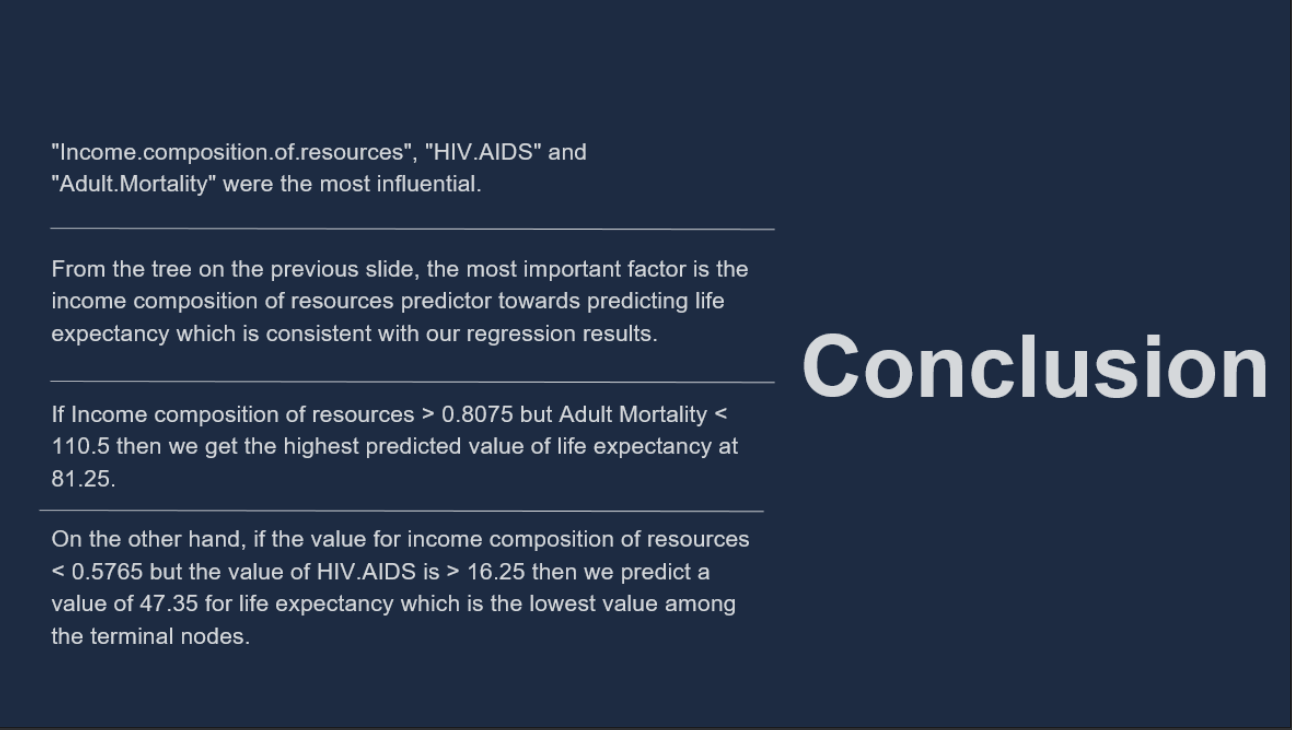 "Income.composition.of.resources", "HIV.AIDS" and
"Adult.Mortality" were the most influential.
From the tree on the previous slide, the most important factor is the
income composition of resources predictor towards predicting life
expectancy which is consistent with our regression results.
If Income composition of resources > 0.8075 but Adult Mortality <
110.5 then we get the highest predicted value of life expectancy at
81.25.
On the other hand, if the value for income composition of resources
< 0.5765 but the value of HIV.AIDS is > 16.25 then we predict a
value of 47.35 for life expectancy which is the lowest value among
the terminal nodes.
Conclusion